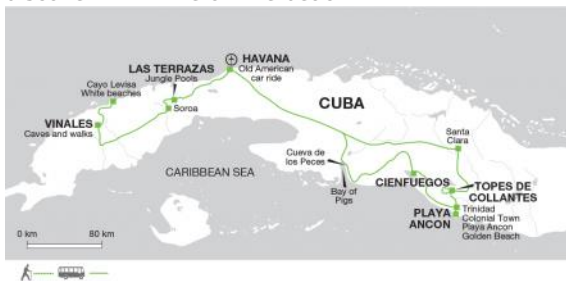 HAVANA
Old American
car ride
LAS TERRAZAS
Jungle Pools
Cayo Levisa
White beaches
Soroa
VINALES
Caves and walks
CUBA
Santa
Clara
Cueva de
los Peces
CARIBBEAN SEA
CIENFUEGOS
TOPES DE
COLLANTES
Bay of
Pigs
PLAYA
ANCON
Trinidad
Colonial Town
Playa Ancon
Golden Beach
0 km
80 km